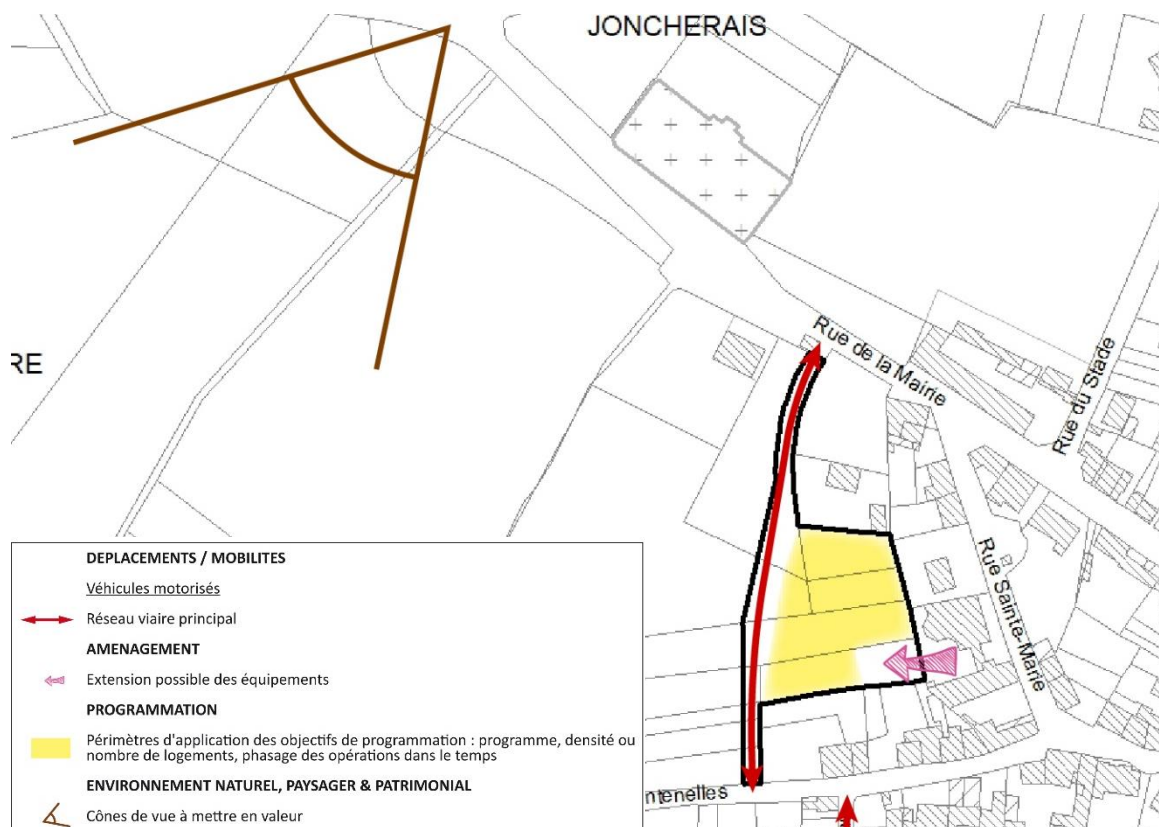 JONCHERAIS
RE
Rue de la Mairie
Rue du Stade
Rue Sainte-Marie
ntenelles
DEPLACEMENTS / MOBILITES
Véhicules motorisés
Réseau viaire principal
AMENAGEMENT
Extension possible des équipements
PROGRAMMATION
Périmètres d'application des objectifs de programmation : programme, densité ou
nombre de logements, phasage des opérations dans le temps
ENVIRONNEMENT NATUREL, PAYSAGER & PATRIMONIAL
Cônes de vue à mettre en valeur